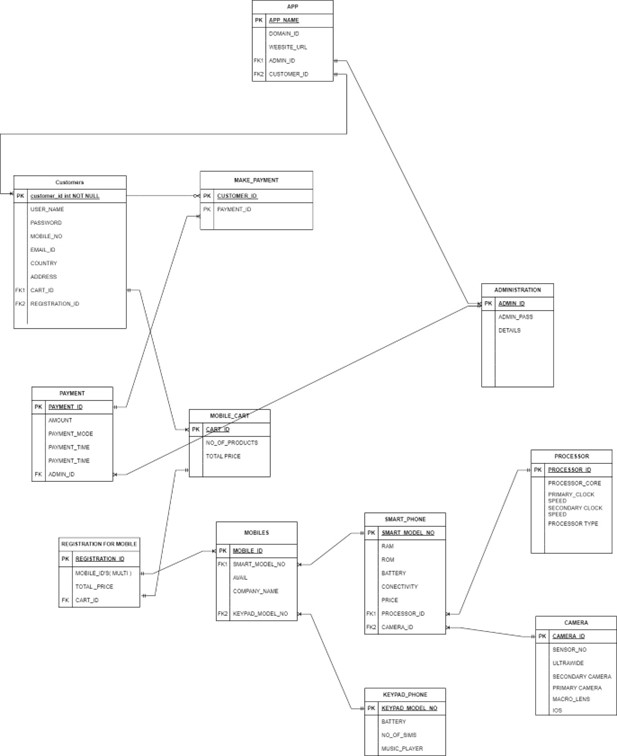 APP
PK APP_NAME
DOMAIN_ID
WEBSITE_URL
FK1 ADMIN_ID
FK2 CUSTOMER_ID
Customers
PK customer_id int NOT NULL
USER_NAME
PASSWORD
MOBILE_NO
EMAIL_ID
COUNTRY
ADDRESS
FK1 CART_ID
FK2 REGISTRATION_ID
MAKE_PAYMENT
PK CUSTOMER_ID
PK PAYMENT_ID
ADMINISTRATION
PK ADMIN_ID
ADMIN_PASS
DETAILS
PAYMENT
PK PAYMENT_ID
AMOUNT
PAYMENT_MODE
PAYMENT_TIME
PAYMENT_TIME
FK ADMIN_ID
MOBILE_CART
PK CART_ID
NO_OF_PRODUCTS
TOTAL PRICE
PROCESSOR
PK PROCESSOR_ID
PROCESSOR_CORE
PRIMARY_CLOCK
SPEED
SECONDARY CLOCK
SPEED
PROCESSOR TYPE
REGISTRATION FOR MOBILE
PK REGISTRATION_ID
MOBILE_ID'S( MULTI )
TOTAL _PRICE
FK CART_ID
MOBILES
PK MOBILE_ID
FK1 SMART_MODEL_NO
AVAIL
COMPANY_NAME
FK2 KEYPAD_MODEL_NO
SMART_PHONE
PK SMART_MODEL_NO
RAM
ROM
BATTERY
CONECTIVITY
PRICE
FK1 PROCESSOR_ID
FK2 CAMERA_ID
CAMERA
PK CAMERA_ID
SENSOR_NO
ULTRAWIDE
SECONDARY CAMERA
PRIMARY CAMERA
MACRO_LENS
IOS
KEYPAD_PHONE
PK KEYPAD_MODEL_NO
BATTERY
NO_OF_SIMS
MUSIC_PLAYER